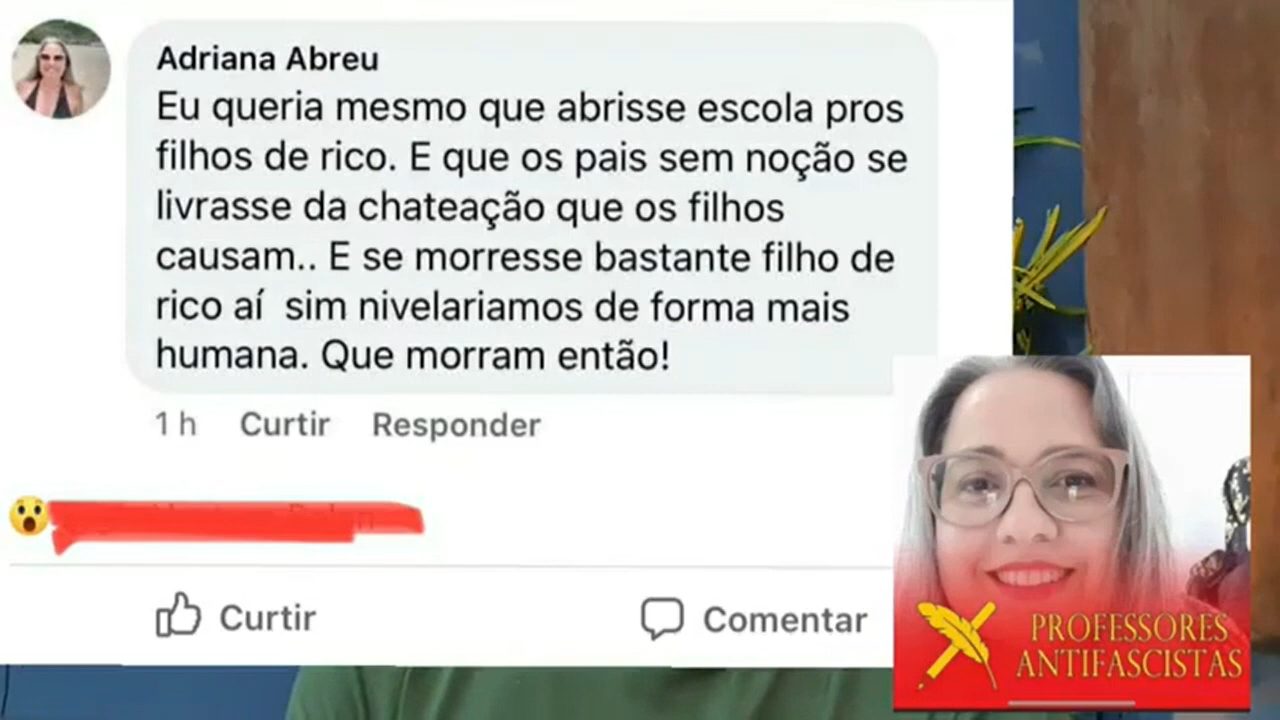 Adriana Abreu
Eu queria mesmo que abrisse escola pros
filhos de rico. E que os pais sem noção se
livrasse da chateação que os filhos
causam.. E se morresse bastante filho de
rico aí  sim nivelariamos de forma mais
humana. Que morram então!
1 h Curtir Responder
Curtir Comentar
PROFESSORES
ANTIFASCISTAS